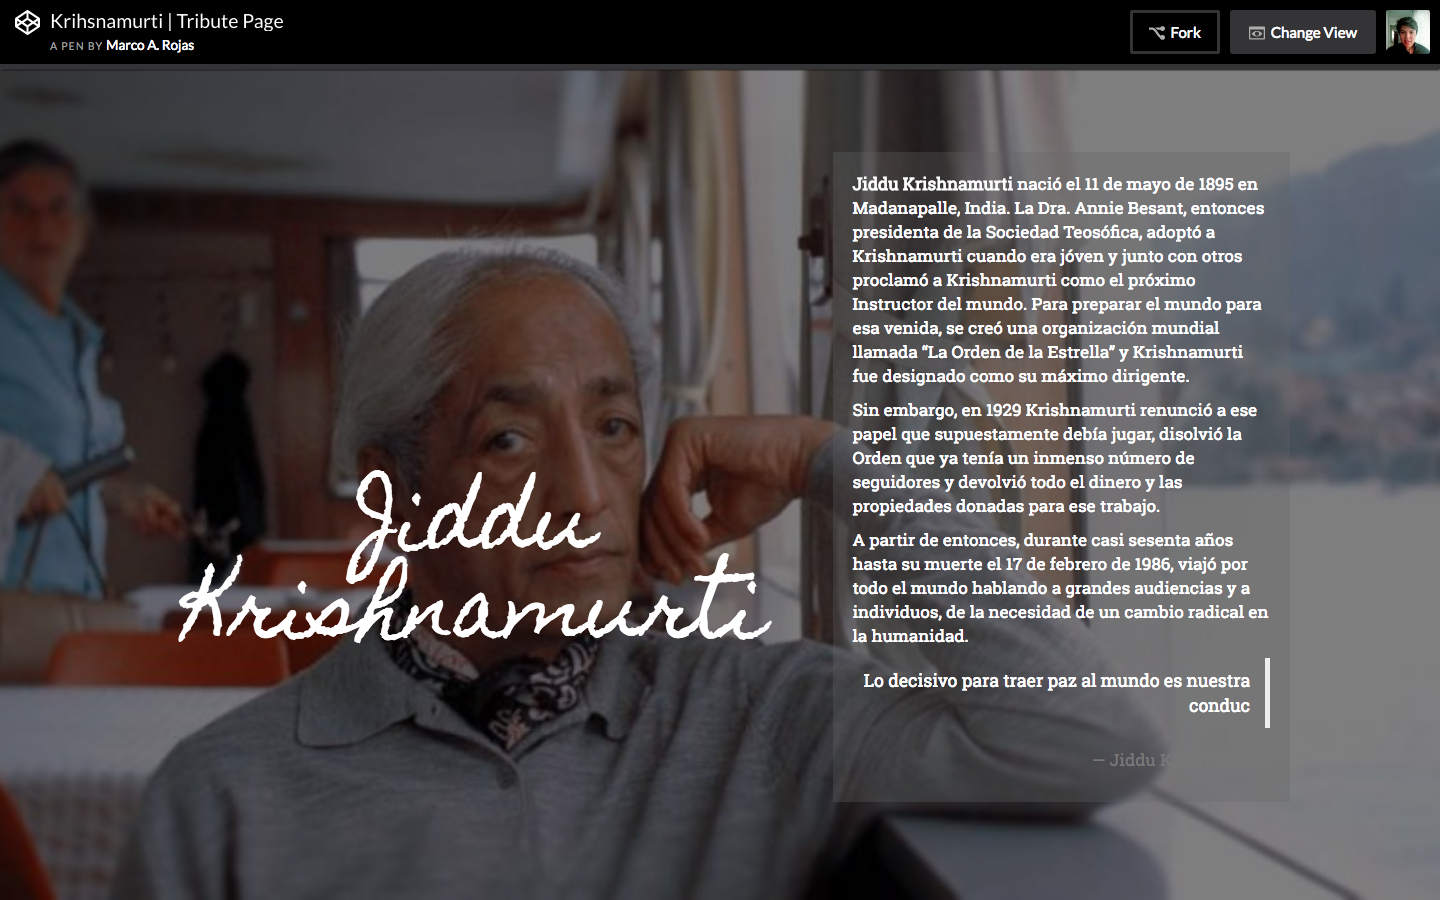 Krihsnamurti | Tribute Page
A PEN BY Marco A. Rojas
Fork
Change View
Jiddu
Krishnamurti
Jiddu Krishnamurti nació el 11 de mayo de 1895 en
Madanapalle, India. La Dra. Annie Besant, entonces
presidenta de la Sociedad Teosófica, adoptó a
Krishnamurti cuando era jóven y junto con otros
proclamó a Krishnamurti como el próximo
Instructor del mundo. Para preparar el mundo para
esa venida, se creó una organización mundial
llamada “La Orden de la Estrella” y Krishnamurti
fue designado como su máximo dirigente.
Sin embargo, en 1929 Krishnamurti renunció a ese
papel que supuestamente debía jugar, disolvió la
Orden que ya tenía un inmenso número de
seguidores y devolvió todo el dinero y las
propiedades donadas para ese trabajo.
A partir de entonces, durante casi sesenta años
hasta su muerte el 17 de febrero de 1986, viajó por
todo el mundo hablando a grandes audiencias y a
individuos, de la necesidad de un cambio radical en
la humanidad.
Lo decisivo para traer paz al mundo es nuestra
conduc
— Jiddu K